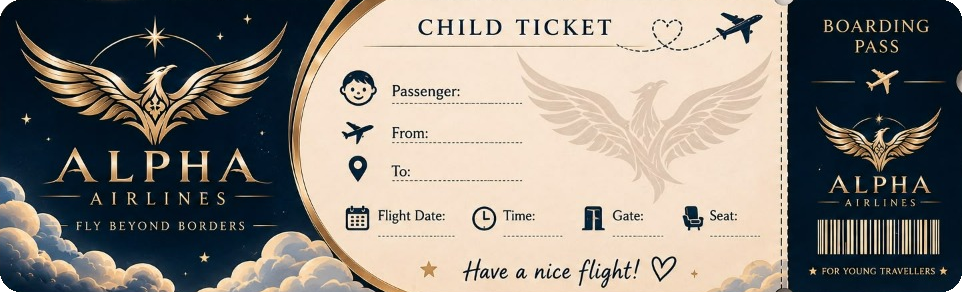 ALPHA
AIRLINES
FLY BEYOND BORDERS
CHILD TICKET
Passenger:
From:
To:
Flight Date: Time: Gate: Seat:
Have a nice flight!
BOARDING
PASS
ALPHA
AIRLINES
FOR YOUNG TRAVELLERS